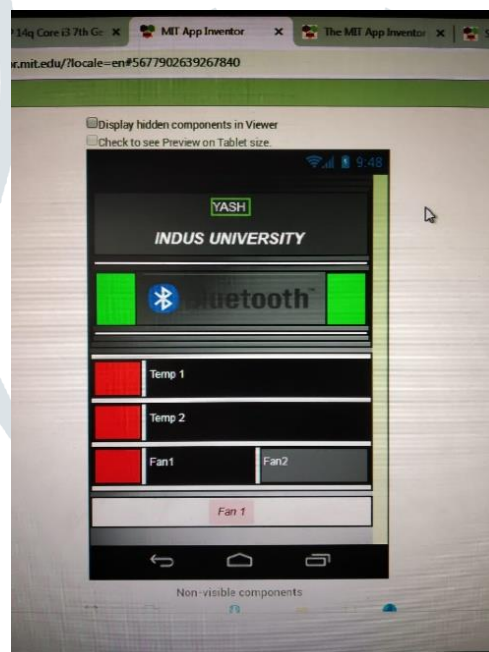 14q Core i3 7th Ge × MIT App Inventor × The MIT App Inventor × S
r.mit.edu/?locale=en#5677902639267840
Display hidden components in Viewer
Check to see Preview on Tablet size.
9:48
YASH
INDUS UNIVERSITY
Bluetooth™
Temp 1
Temp 2
Fan1 Fan2
Fan 1
Non-visible components